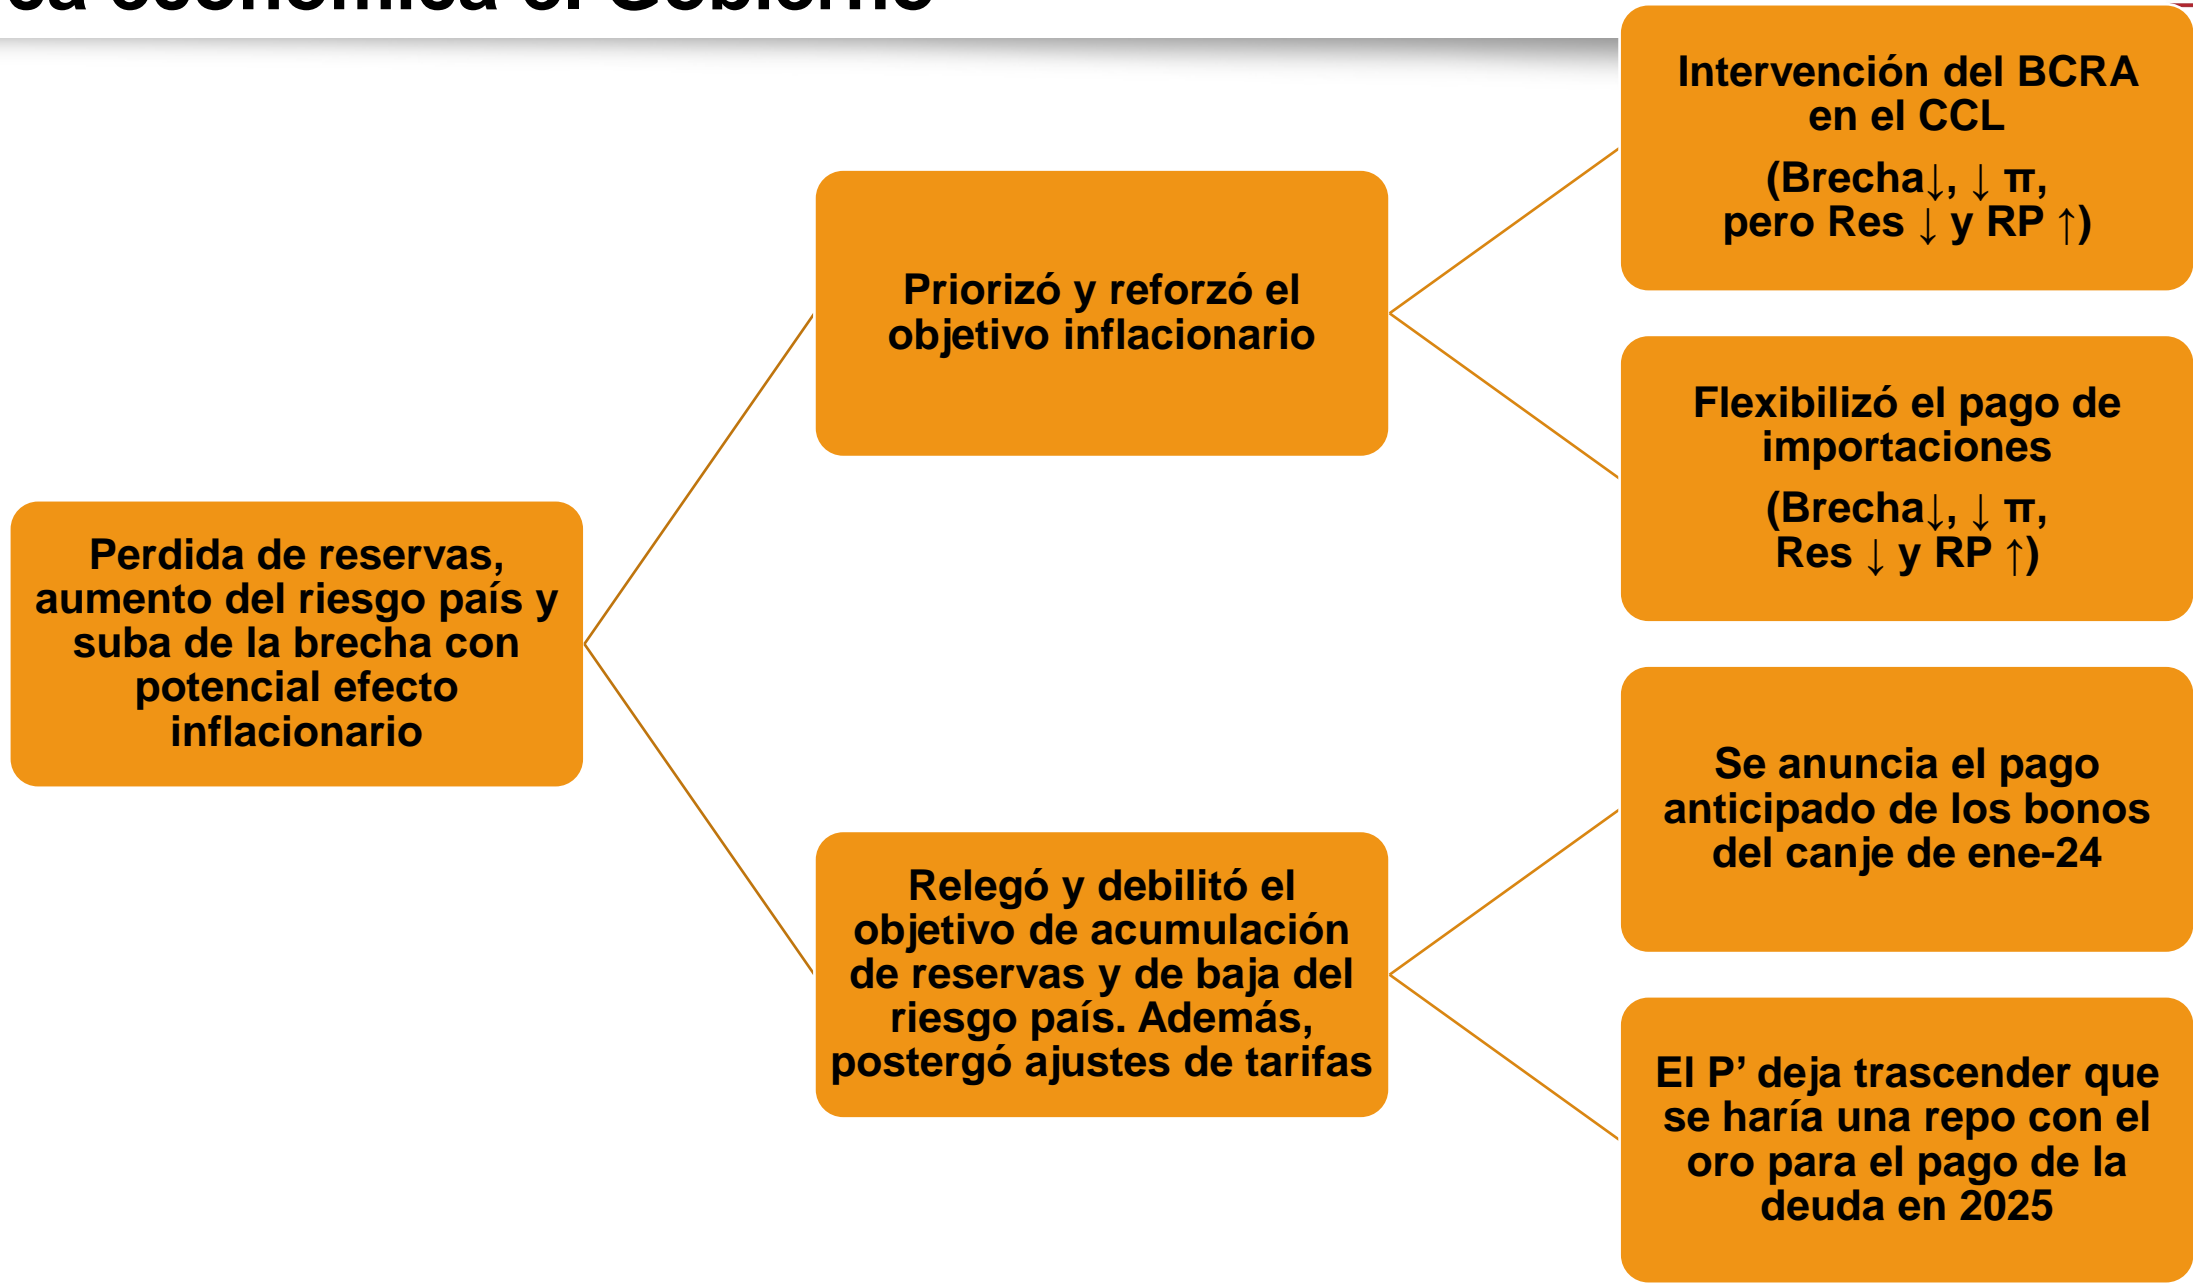 económica el Gobierno
Perdida de reservas,
aumento del riesgo país y
suba de la brecha con
potencial efecto
inflacionario
Priorizó y reforzó el
objetivo inflacionario
Relegó y debilitó el
objetivo de acumulación
de reservas y de baja del
riesgo país. Además,
postergó ajustes de tarifas
Intervención del BCRA
en el CCL
(Brecha↓, ↓ π,
pero Res ↓ y RP ↑)
Flexibilizó el pago de
importaciones
(Brecha↓, ↓ π,
Res ↓ y RP ↑)
Se anuncia el pago
anticipado de los bonos
del canje de ene-24
El P’ deja trascender que
se haría una repo con el
oro para el pago de la
deuda en 2025